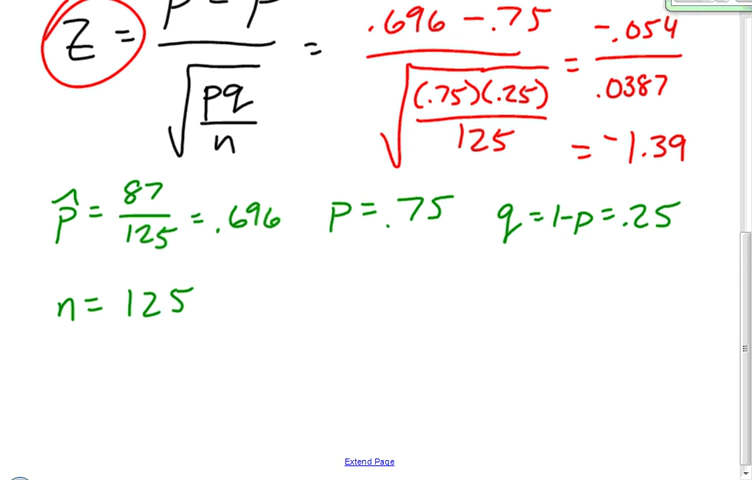 Z = p̂ - p / √(pq/n) = .696 - .75 / √((.75)(.25)/125) = -.054 / .0387
= -1.39
p̂ = 87/125 = .696 p = .75 q = 1-p = .25
n = 125
Extend Page